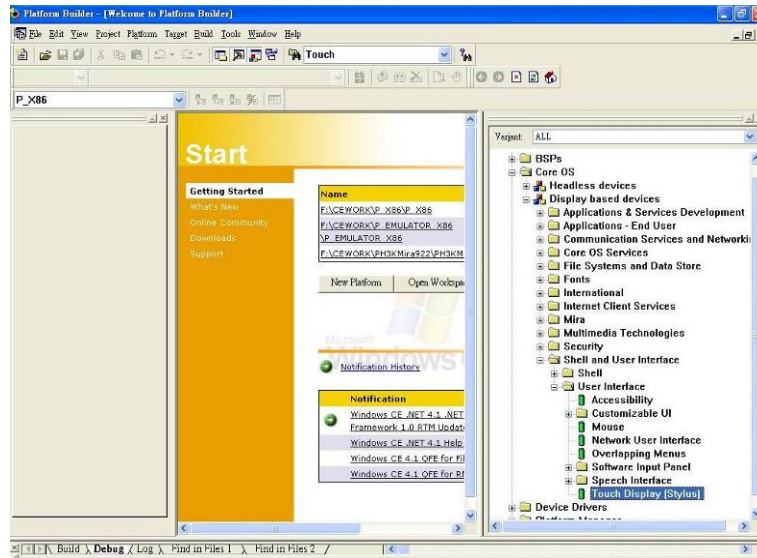 Platform Builder - [Welcome to Platform Builder]
File Edit View Project Platform Target Build Tools Window Help
Touch
P_X86
Start
Getting Started
What's New
Online Community
Downloads
Support
Name
F:\CEWORK\P_X86\P_X86
F:\CEWORK\P_EMULATOR_X86
\P_EMULATOR_X86
F:\CEWORK\PH3KMira922\PH3KM
New Platform Open Workspa
Microsoft
Windows
Notification History
Notification
Windows CE .NET 4.1 .NET
Framework 1.0 RTM Updat
Windows CE .NET 4.1 Help
Windows CE 4.1 QFE for Fil
Windows CE 4.1 QFE for RI
Variant: ALL
BSPs
Core OS
Headless devices
Display based devices
Applications & Services Development
Applications - End User
Communication Services and Networki
Core OS Services
File Systems and Data Store
Fonts
International
Internet Client Services
Mira
Multimedia Technologies
Security
Shell and User Interface
Shell
User Interface
Accessibility
Customizable UI
Mouse
Network User Interface
Overlapping Menus
Software Input Panel
Speech Interface
Touch Display (Stylus)
Device Drivers
Platform Manager
Build Debug Log Find in Files 1 Find in Files 2